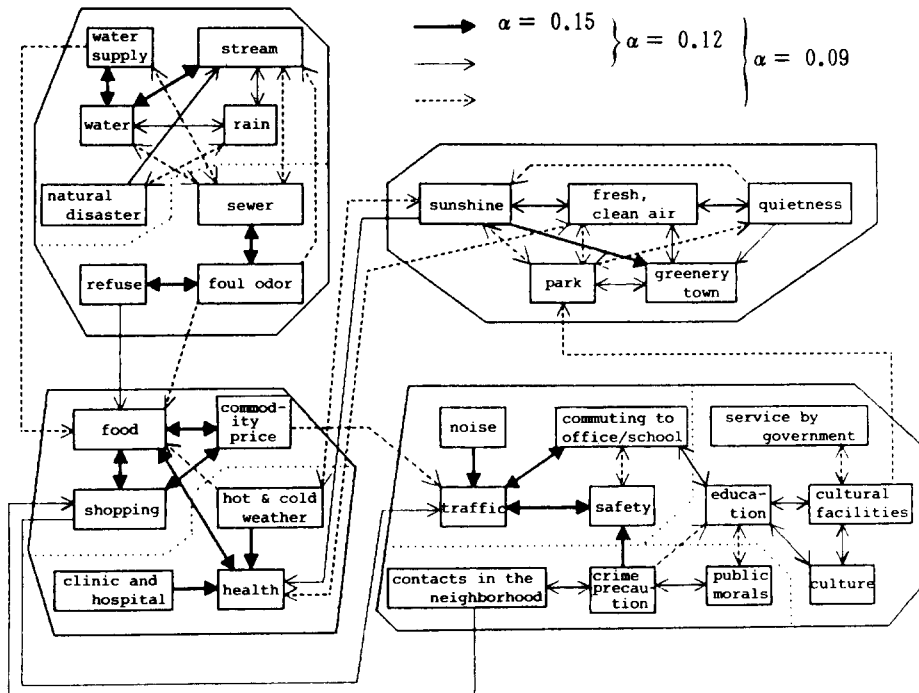 α = 0.15
α = 0.12
α = 0.09
water
supply
stream
water
rain
natural
disaster
sewer
refuse
foul odor
sunshine
fresh,
clean air
quietness
park
greenery
town
food
commod-
ity
price
shopping
hot & cold
weather
clinic and
hospital
health
noise
commuting to
office/school
service by
government
traffic
safety
educa-
tion
cultural
facilities
contacts in the
neighborhood
crime
precau-
tion
public
morals
culture